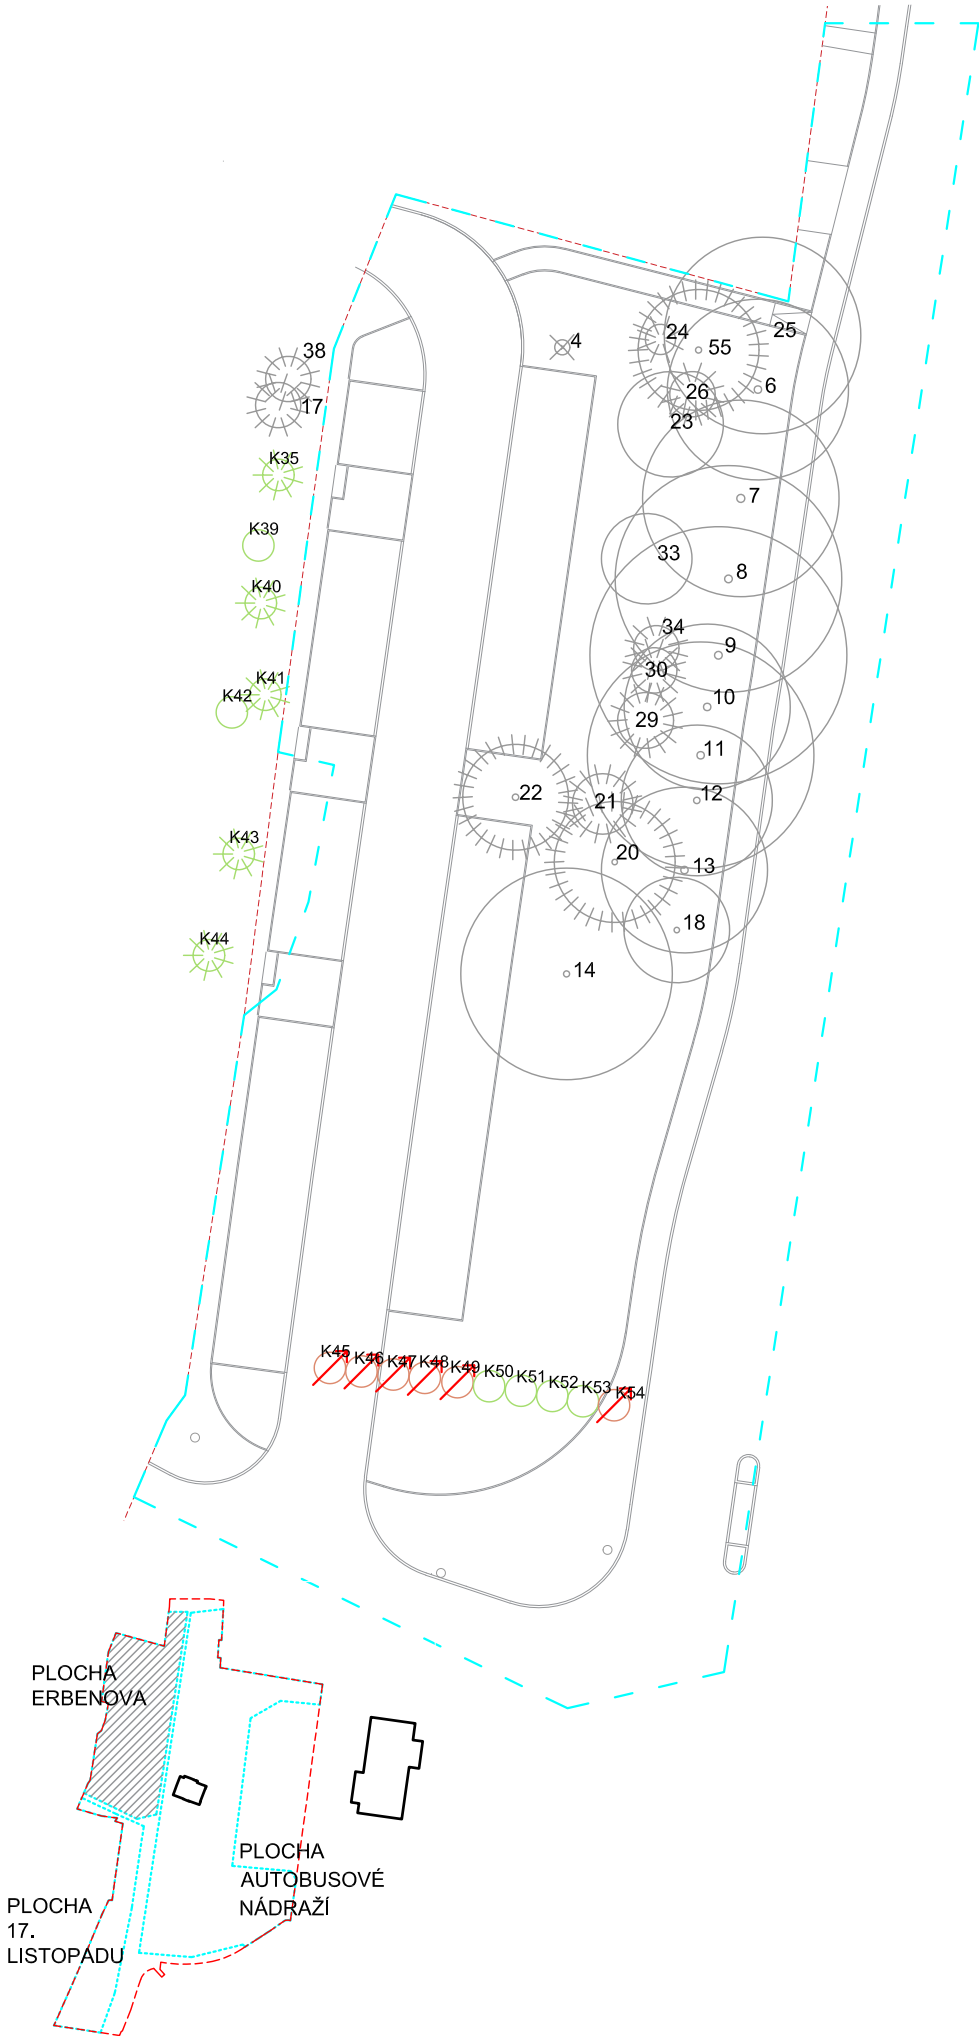 38
17
K35
K39
K40
K41
K42
K43
K44
4
24
25
55
6
26
23
7
33
8
34
9
30
10
29
11
22
21
12
20
13
18
14
K45
K46
K47
K48
K49
K50
K51
K52
K53
K54
PLOCHA
ERBENOVA
PLOCHA
AUTOBUSOVÉ
NÁDRAŽÍ
PLOCHA
17.
LISTOPADU